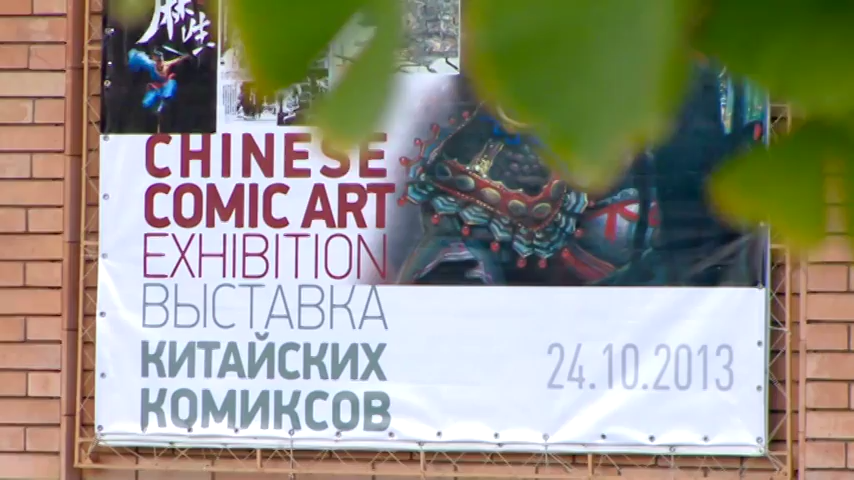 CHINESE
COMIC ART
EXHIBITION
ВЫСТАВКА
КИТАЙСКИХ
КОМИКСОВ
24.10.2013